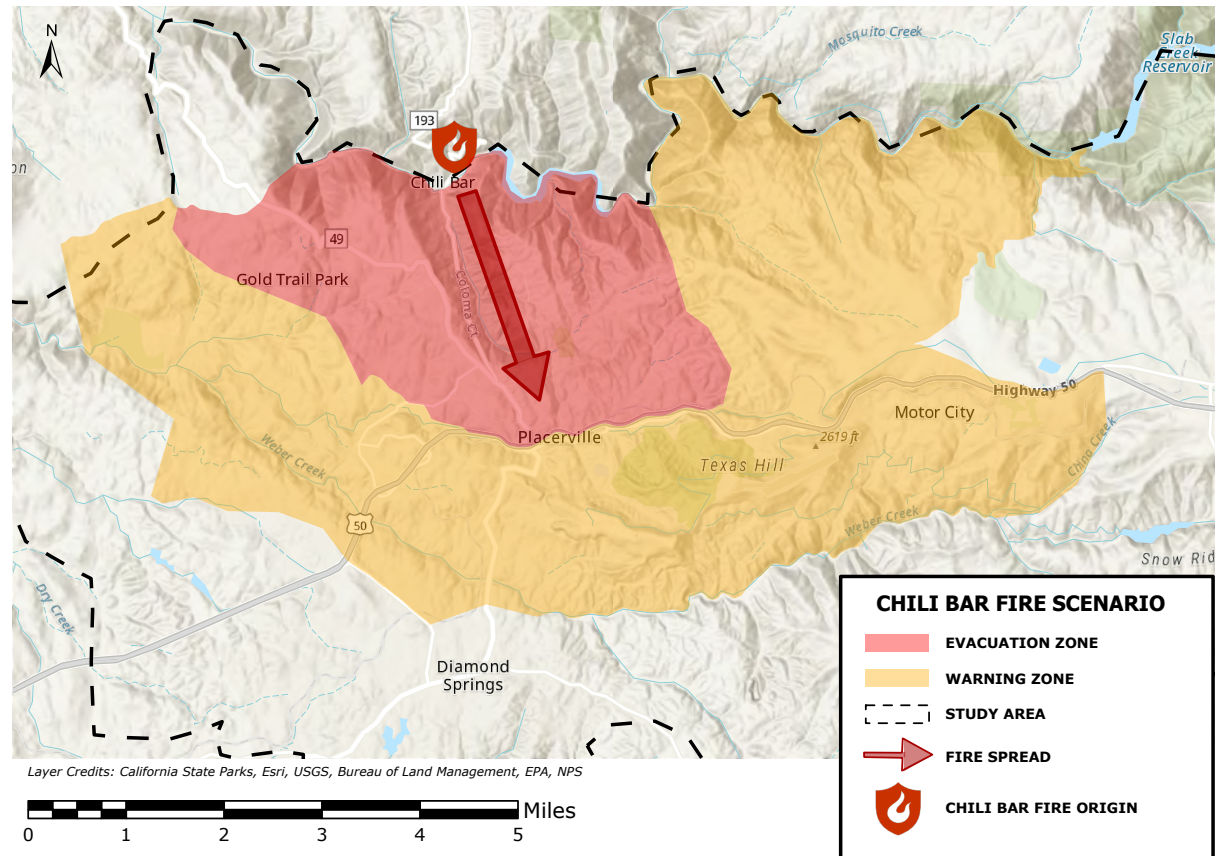 N
Mosquito Creek
Slab
Creek
Reservoir
193
on
Chili Bar
49
Gold Trail Park
Coloma Ct
Highway 50
Motor City
Placerville
2619 ft
Texas Hill
Weber Creek
China Creek
50
Weber Creek
Snow Rid
Dry Creek
Diamond
Springs
CHILI BAR FIRE SCENARIO
EVACUATION ZONE
WARNING ZONE
STUDY AREA
FIRE SPREAD
CHILI BAR FIRE ORIGIN
Layer Credits: California State Parks, Esri, USGS, Bureau of Land Management, EPA, NPS
Miles
0 1 2 3 4 5